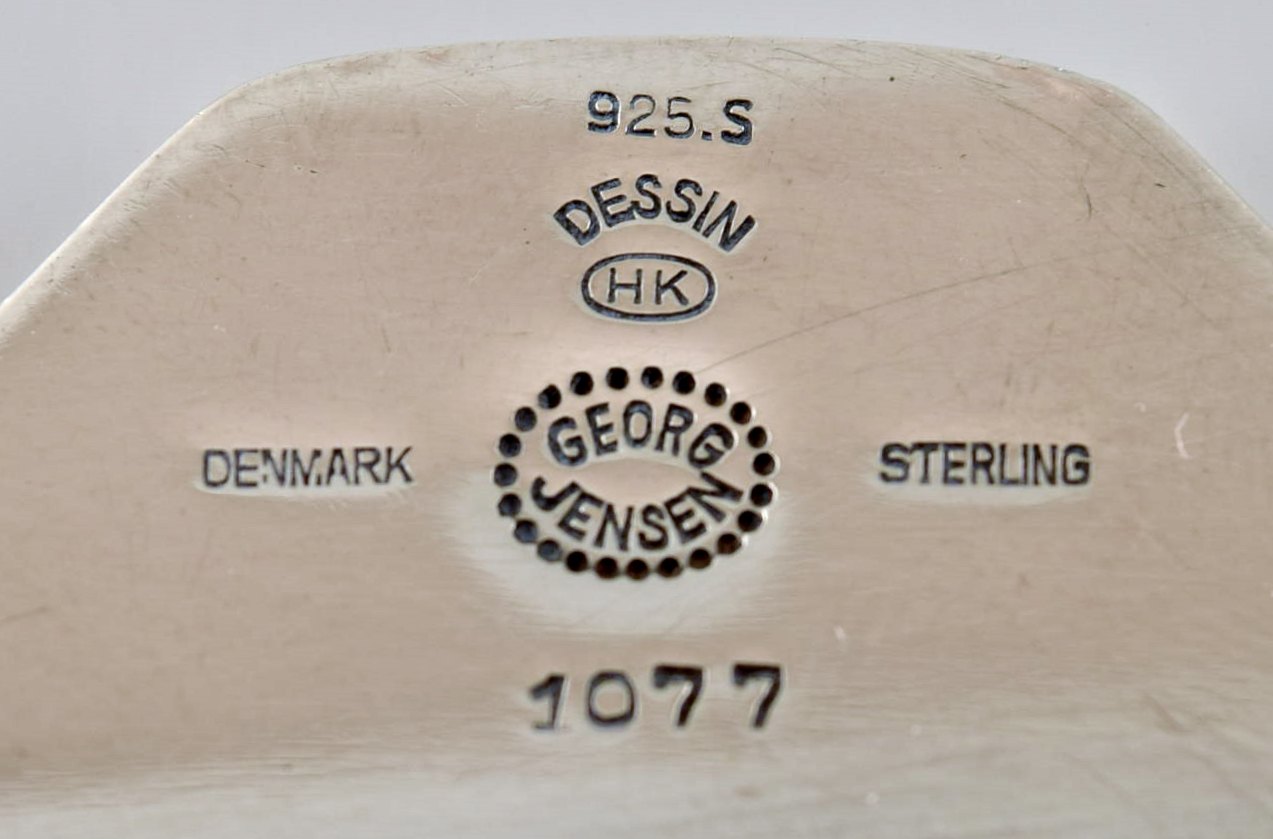 925.S
DESSIN
HK
GEORG
JENSEN
DENMARK
STERLING
1077